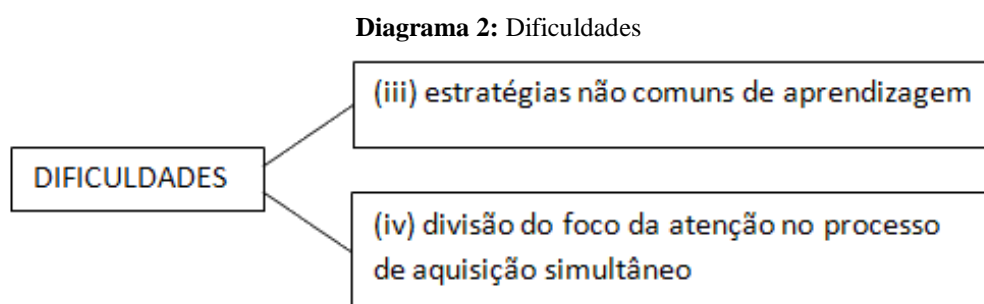 Diagrama 2: Dificuldades
(iii) estratégias não comuns de aprendizagem
DIFICULDADES
(iv) divisão do foco da atenção no processo
de aquisição simultâneo